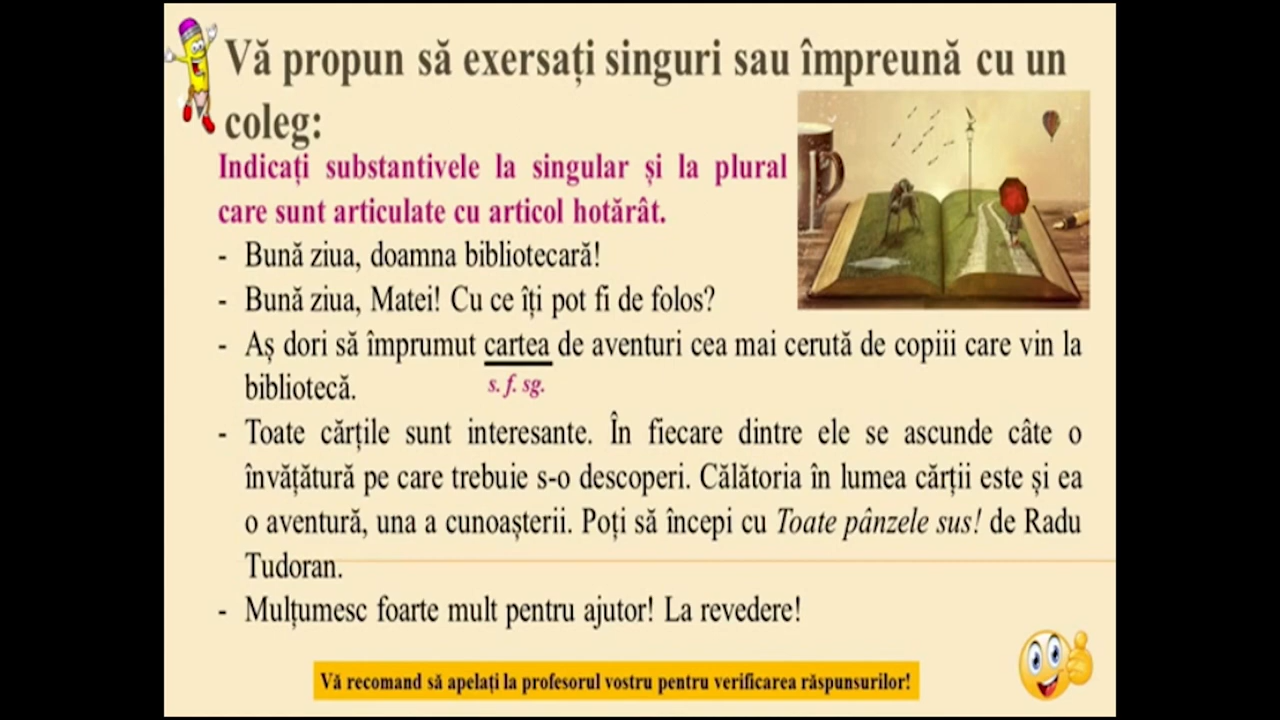 Vă propun să exersați singuri sau împreună cu un
coleg:
Indicați substantivele la singular și la plural
care sunt articulate cu articol hotărât.
- Bună ziua, doamna bibliotecară!
- Bună ziua, Matei! Cu ce îți pot fi de folos?
- Aș dori să împrumut cartea de aventuri cea mai cerută de copiii care vin la
bibliotecă.
s. f. sg.
- Toate cărțile sunt interesante. În fiecare dintre ele se ascunde câte o
învățătură pe care trebuie s-o descoperi. Călătoria în lumea cărții este și ea
o aventură, una a cunoașterii. Poți să începi cu Toate pânzele sus! de Radu
Tudoran.
- Mulțumesc foarte mult pentru ajutor! La revedere!
Vă recomand să apelați la profesorul vostru pentru verificarea răspunsurilor!